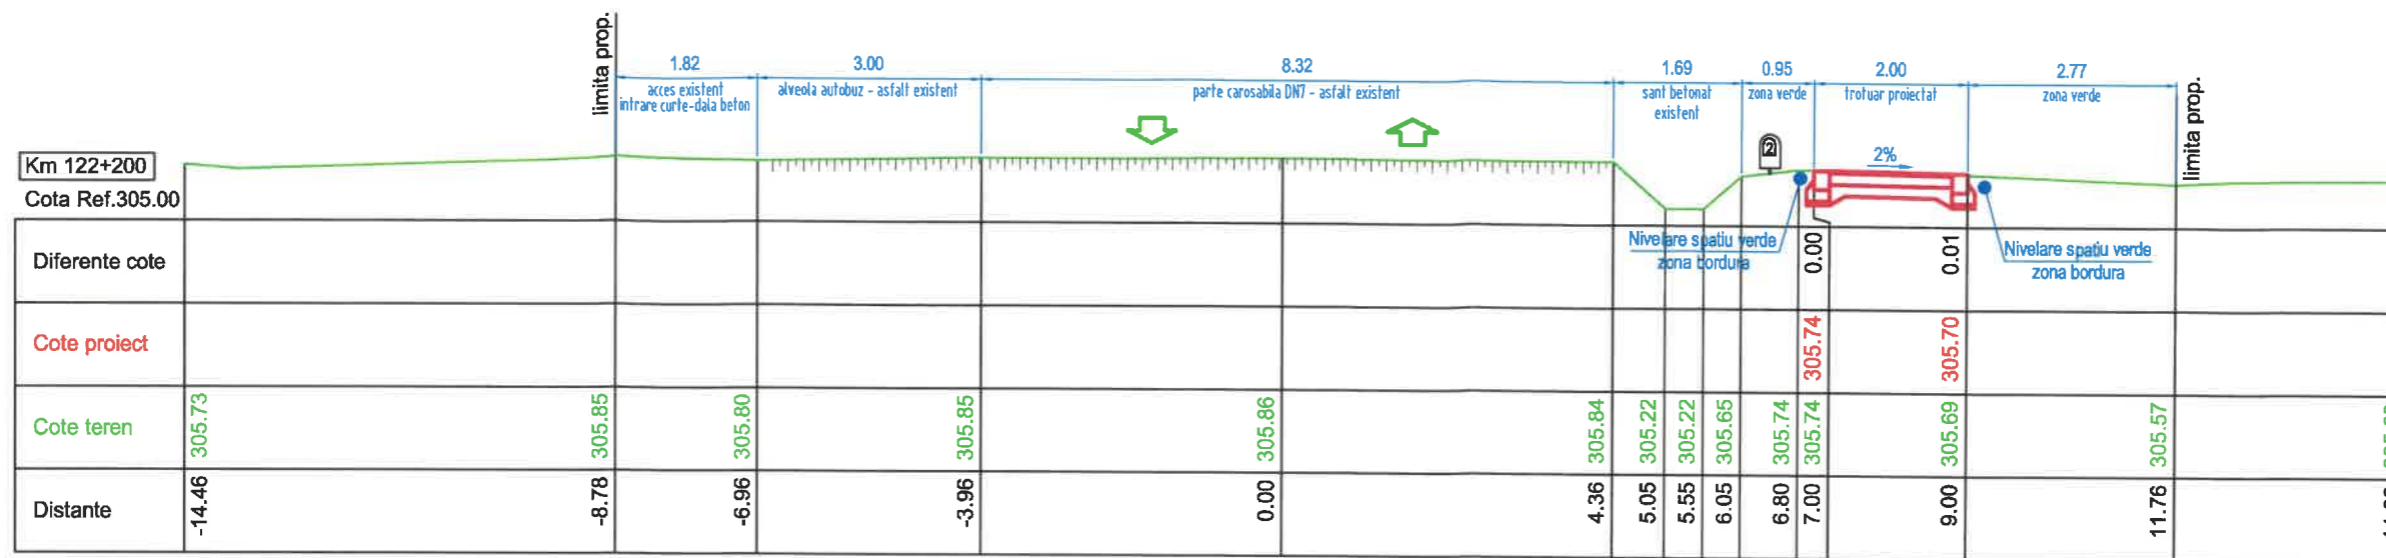 limita prop.
1.82
3.00
8.32
1.69
0.95
2.00
2.77
acces existent
intrare curte-dala beton
alveola autobuz - asfalt existent
parte carosabila DN7 - asfalt existent
sant betonat
existent
zona verde
trotuar proiectat
zona verde
limita prop.
2
2%
Km 122+200
Cota Ref.305.00
Diferente cote
Nivelare spatiu verde
zona bordura
0.00
0.01
Nivelare spatiu verde
zona bordura
Cote proiect
305.74
305.70
Cote teren
305.73
305.85
305.80
305.85
305.86
305.84
305.22
305.22
305.65
305.74
305.74
305.69
305.57
Distante
-14.46
-8.78
-6.96
-3.96
0.00
4.36
5.05
5.55
6.05
6.80
7.00
9.00
11.76